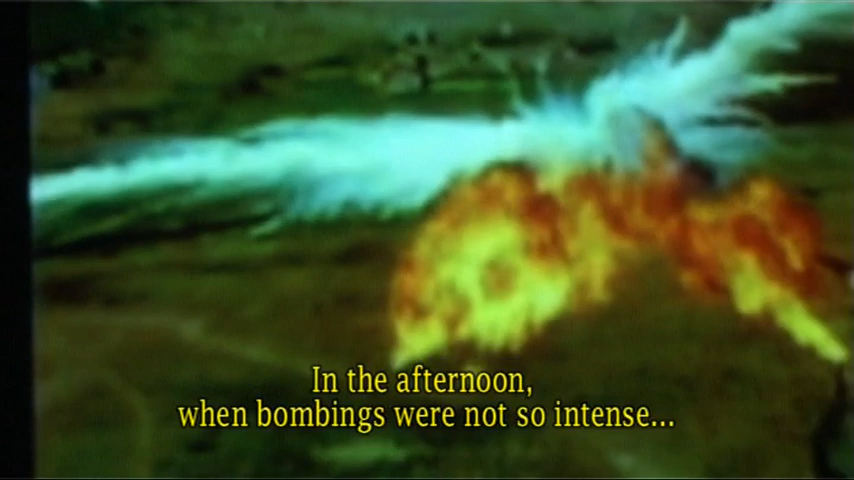 In the afternoon,
when bombings were not so intense...